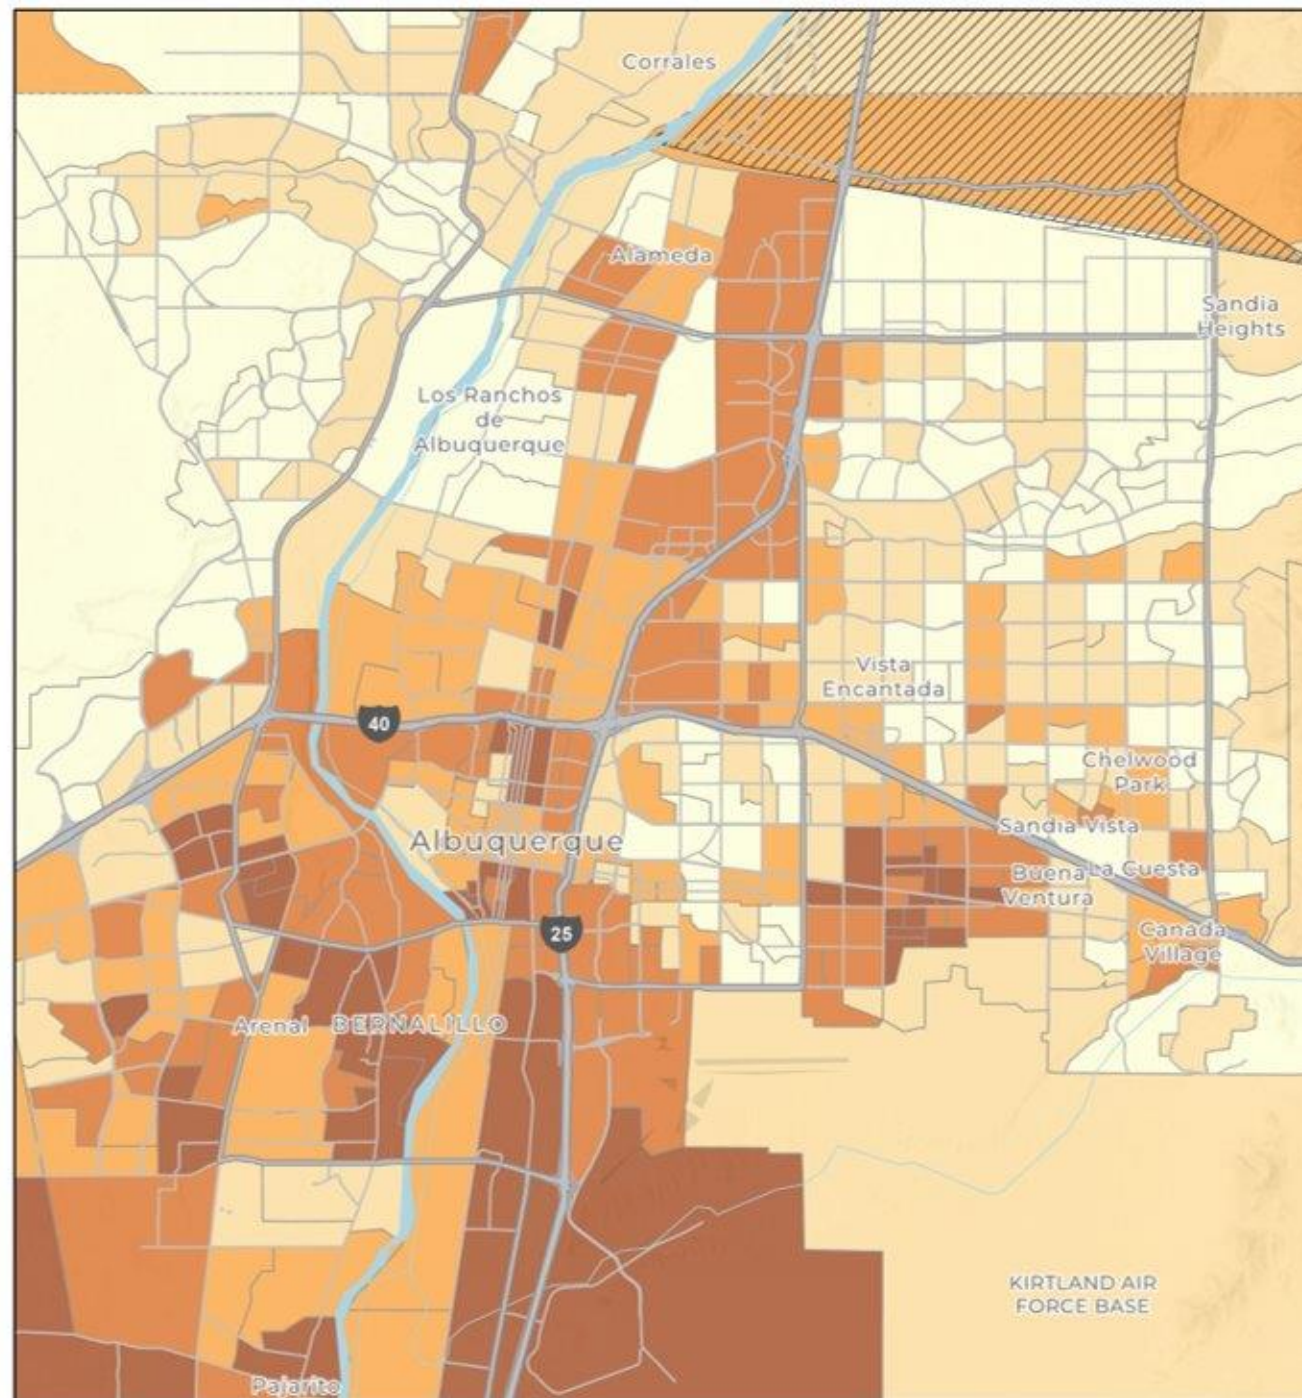 Corrales
Alameda
Sandia
Heights
Los Ranchos
de
Albuquerque
Vista
Encantada
40
Chelwood
Park
Albuquerque
Sandia Vista
La Cuesta
Buena
Ventura
25
Canada
Village
Arenal
BERNALILLO
KIRTLAND AIR
FORCE BASE
Pajarito